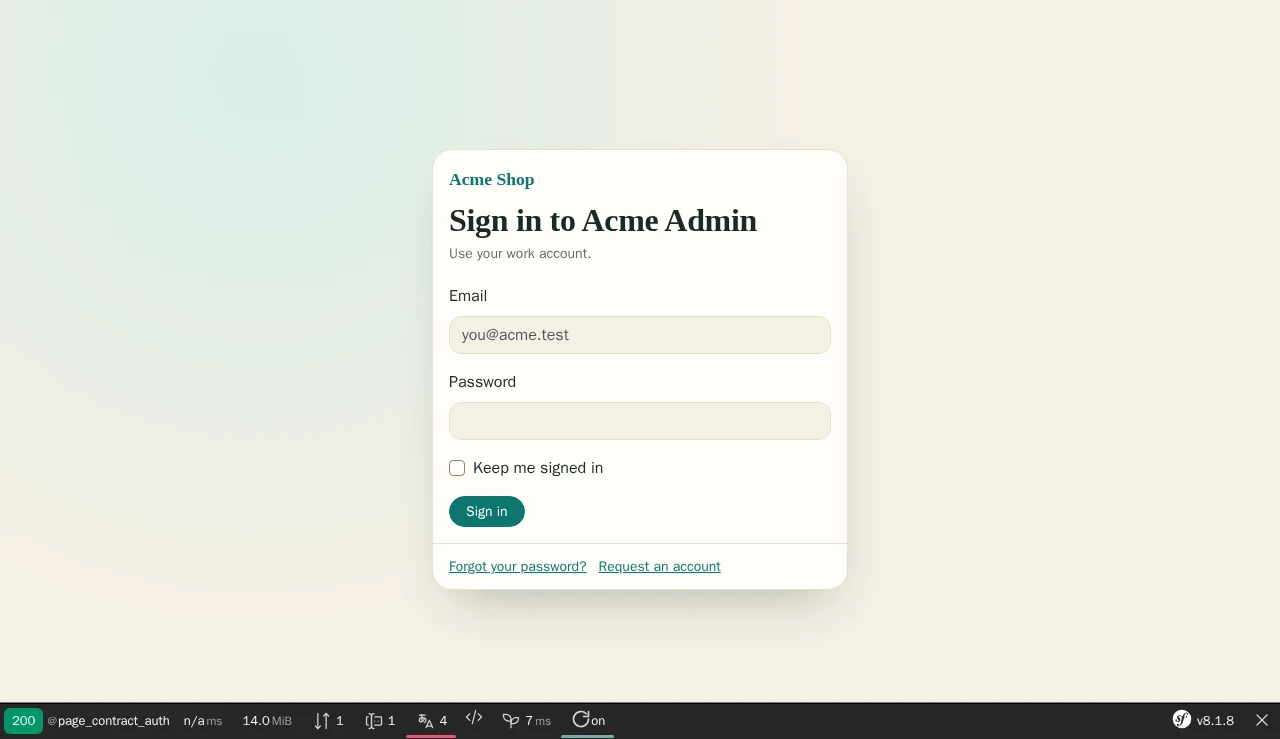 Acme Shop
Sign in to Acme Admin
Use your work account.
Email
you@acme.test
Password
Keep me signed in
Sign in
Forgot your password? Request an account
200 @page_contract_auth n/a ms 14.0 MiB 1 1 4 7 ms on v8.1.8